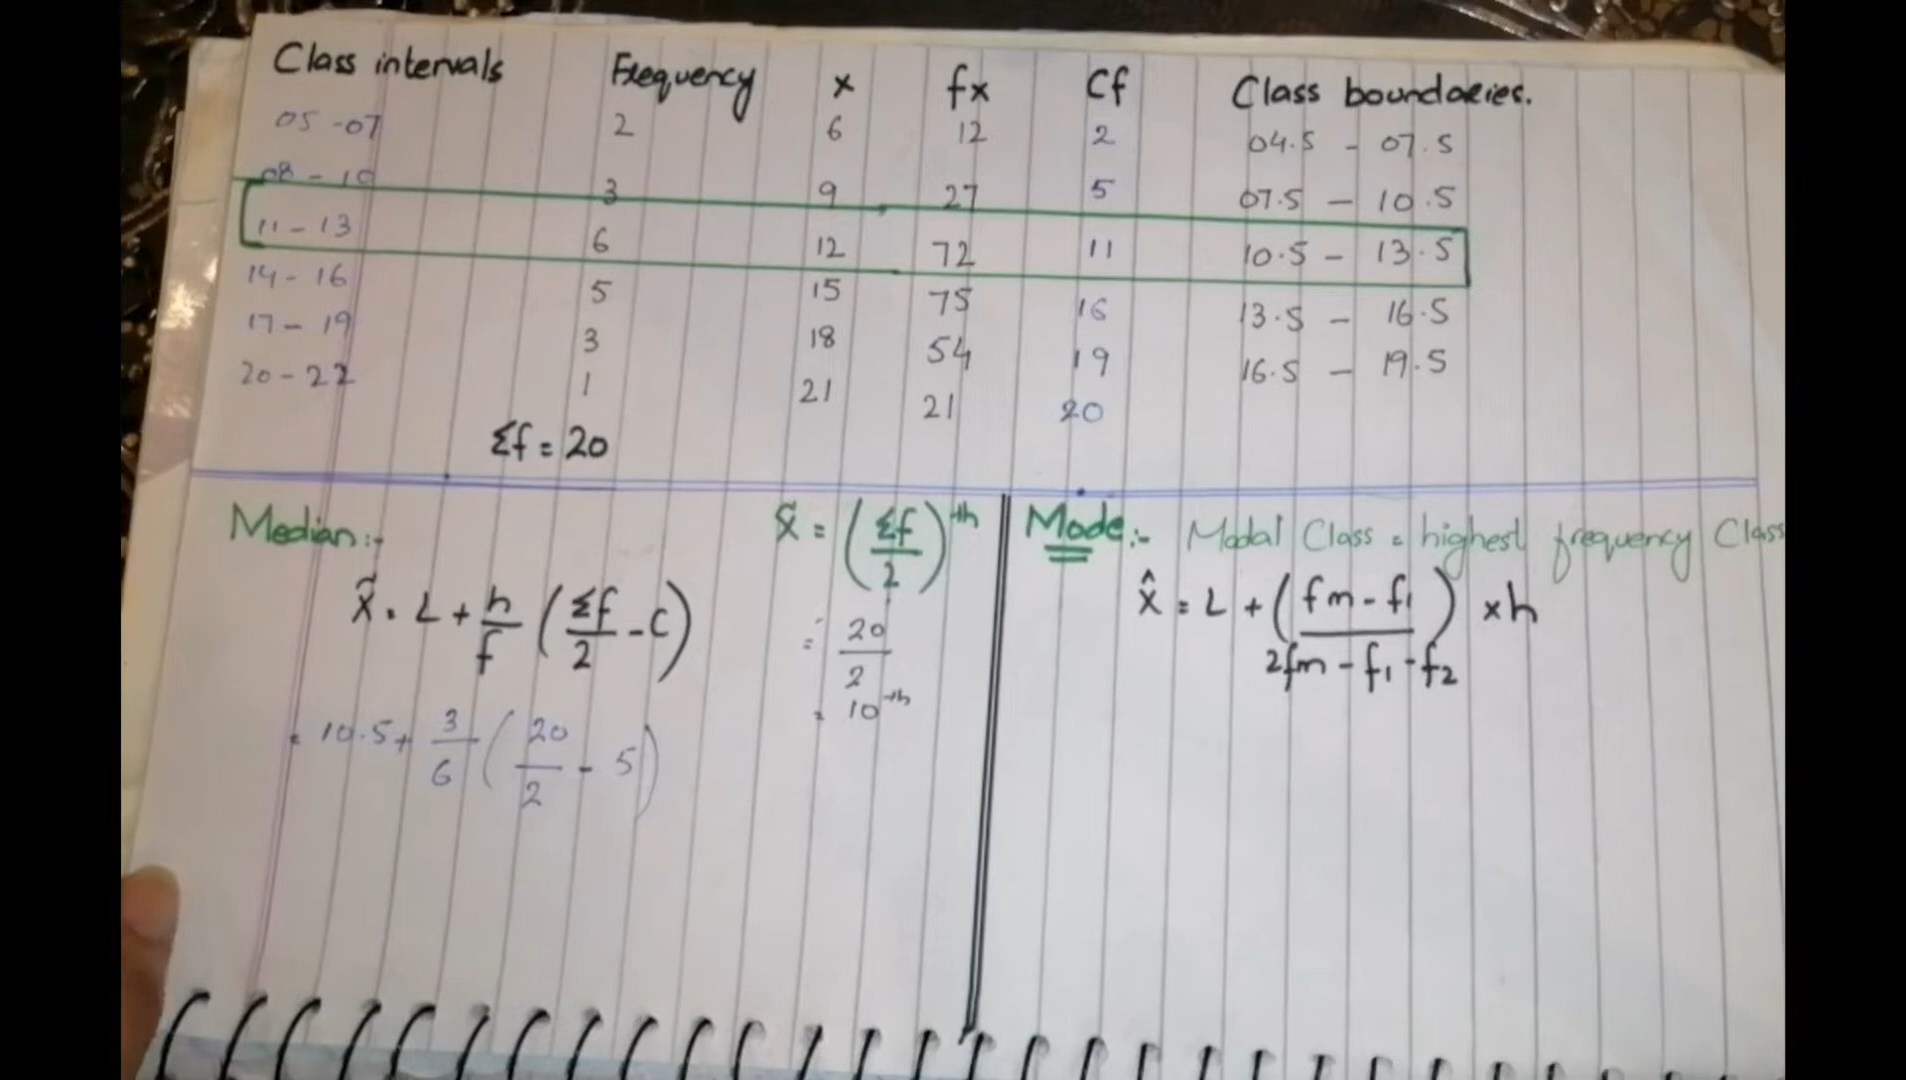 Class intervals Frequency x fx Cf Class boundaries.
05 - 07 2 6 12 2 04.5 - 07.5
08 - 10 3 9 27 5 07.5 - 10.5
11 - 13 6 12 72 11 10.5 - 13.5
14 - 16 5 15 75 16 13.5 - 16.5
17 - 19 3 18 54 19 16.5 - 19.5
20 - 22 1 21 21 20
Σf = 20
Median :-
x̃ = (Σf/2)th
x̃ = L + h/f (Σf/2 - C)
= 20/2
= 10th
= 10.5 + 3/6 (20/2 - 5)
Mode :- Modal Class = highest frequency Class
x̂ = L + (fm - f₁ / 2fm - f₁ - f₂) × h